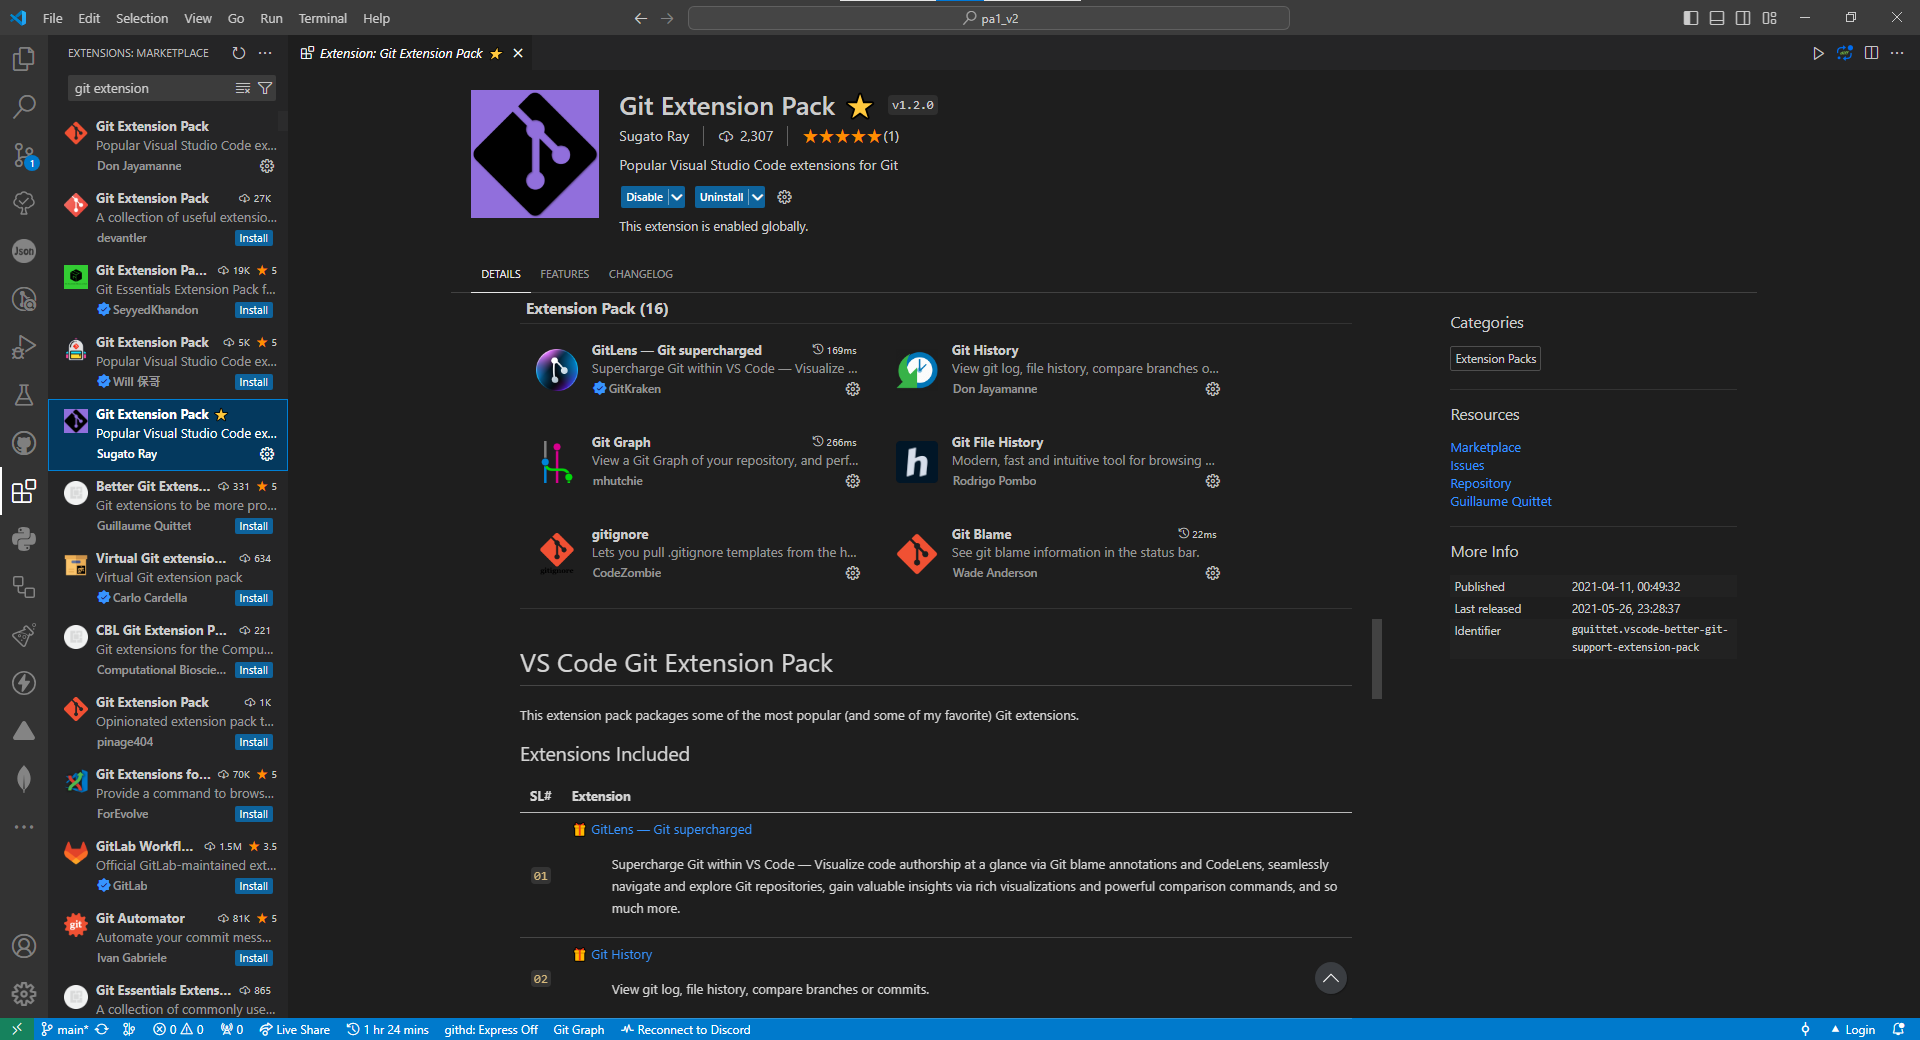 File Edit Selection View Go Run Terminal Help
pa1_v2
EXTENSIONS: MARKETPLACE
git extension
Git Extension Pack
Popular Visual Studio Code ex...
Don Jayamanne
Git Extension Pack 27K
A collection of useful extensio...
devantler Install
Git Extension Pa... 19K 5
Git Essentials Extension Pack f...
SeyyedKhandon Install
Git Extension Pack 5K 5
Popular Visual Studio Code ex...
Will 保哥 Install
Git Extension Pack
Popular Visual Studio Code ex...
Sugato Ray
Better Git Extens... 331 5
Git extensions to be more pro...
Guillaume Quittet Install
Virtual Git extensio... 634
Virtual Git extension pack
Carlo Cardella Install
CBL Git Extension P... 221
Git extensions for the Compu...
Computational Bioscie... Install
Git Extension Pack 1K
Opinionated extension pack t...
pinage404 Install
Git Extensions fo... 70K 5
Provide a command to brows...
ForEvolve Install
GitLab Workfl... 1.5M 3.5
Official GitLab-maintained ext...
GitLab Install
Git Automator 81K 5
Automate your commit mess...
Ivan Gabriele Install
Git Essentials Extens... 865
A collection of commonly use...
1
Json
git
Extension: Git Extension Pack
Git Extension Pack v1.2.0
Sugato Ray 2,307 (1)
Popular Visual Studio Code extensions for Git
Disable Uninstall
This extension is enabled globally.
DETAILS FEATURES CHANGELOG
Extension Pack (16)
GitLens — Git supercharged 169ms
Supercharge Git within VS Code — Visualize ...
GitKraken
Git History
View git log, file history, compare branches o...
Don Jayamanne
Git Graph 266ms
View a Git Graph of your repository, and perf...
mhutchie
h
Git File History
Modern, fast and intuitive tool for browsing ...
Rodrigo Pombo
gitignore
Lets you pull .gitignore templates from the h...
CodeZombie
gitignore
Git Blame 22ms
See git blame information in the status bar.
Wade Anderson
VS Code Git Extension Pack
This extension pack packages some of the most popular (and some of my favorite) Git extensions.
Extensions Included
SL# Extension
GitLens — Git supercharged
01
Supercharge Git within VS Code — Visualize code authorship at a glance via Git blame annotations and CodeLens, seamlessly
navigate and explore Git repositories, gain valuable insights via rich visualizations and powerful comparison commands, and so
much more.
Git History
02
View git log, file history, compare branches or commits.
Categories
Extension Packs
Resources
Marketplace
Issues
Repository
Guillaume Quittet
More Info
Published 2021-04-11, 00:49:32
Last released 2021-05-26, 23:28:37
Identifier gquittet.vscode-better-git-
support-extension-pack
main* 0 0 0 Live Share 1 hr 24 mins githd: Express Off Git Graph Reconnect to Discord Login